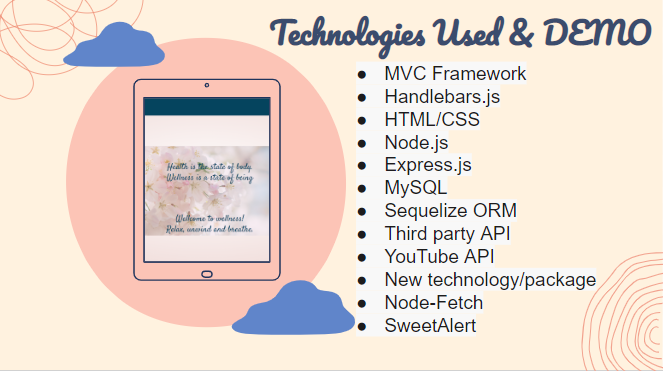 Technologies Used & DEMO
Health is the state of body.
Wellness is a state of being
Wellcome to wellness!
Relax, unwind and breathe.
● MVC Framework
● Handlebars.js
● HTML/CSS
● Node.js
● Express.js
● MySQL
● Sequelize ORM
● Third party API
● YouTube API
● New technology/package
● Node-Fetch
● SweetAlert